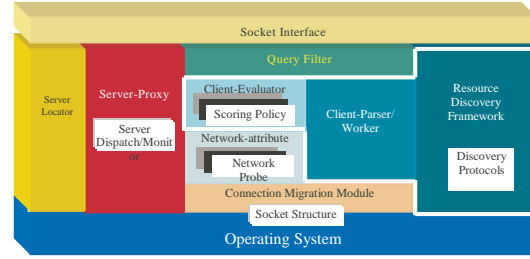 Socket Interface
Query Filter
Server
Locator
Server-Proxy
Server
Dispatch/Monit
or
Client-Evaluator
Scoring Policy
Network-attribute
Network
Probe
Client-Parser/
Worker
Resource
Discovery
Framework
Discovery
Protocols
Connection Migration Module
Socket Structure
Operating System